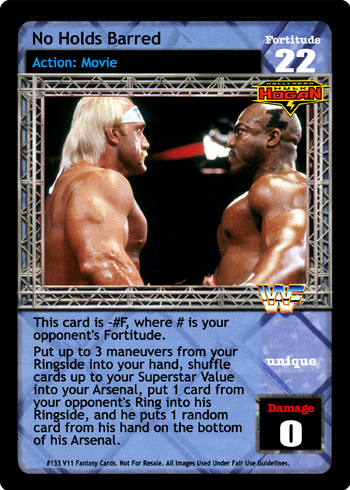 No Holds Barred
Fortitude
22
Action: Movie
HOLLYWOOD
HULK
HOGAN
WF
This card is -#F, where # is your
opponent's Fortitude.
Put up to 3 maneuvers from your
Ringside into your hand, shuffle
cards up to your Superstar Value
into your Arsenal, put 1 card from
your opponent's Ring into his
Ringside, and he puts 1 random
card from his hand on the bottom
of his Arsenal.
unique
Damage
0
#133 V11 Fantasy Cards. Not For Resale. All Images Used Under Fair Use Guidelines.